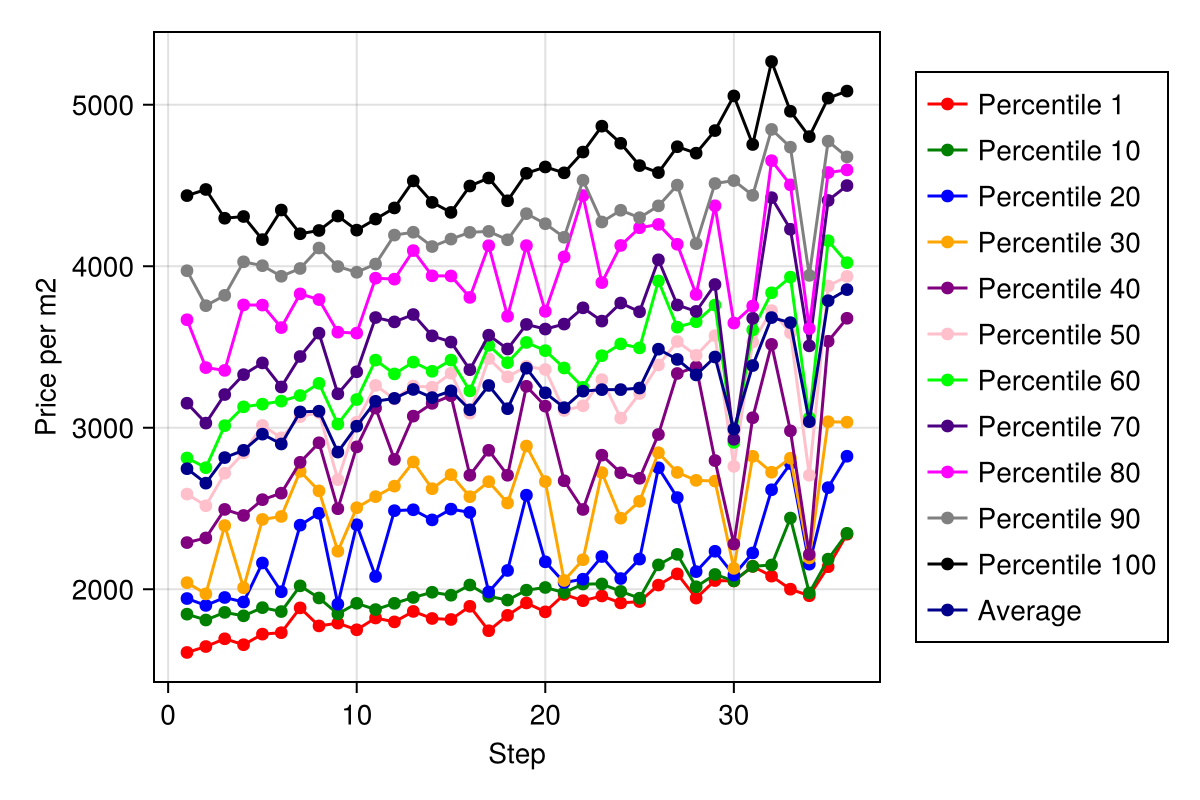 5000
4000
3000
2000
Price per m2
0 10 20 30
Step
Percentile 1
Percentile 10
Percentile 20
Percentile 30
Percentile 40
Percentile 50
Percentile 60
Percentile 70
Percentile 80
Percentile 90
Percentile 100
Average